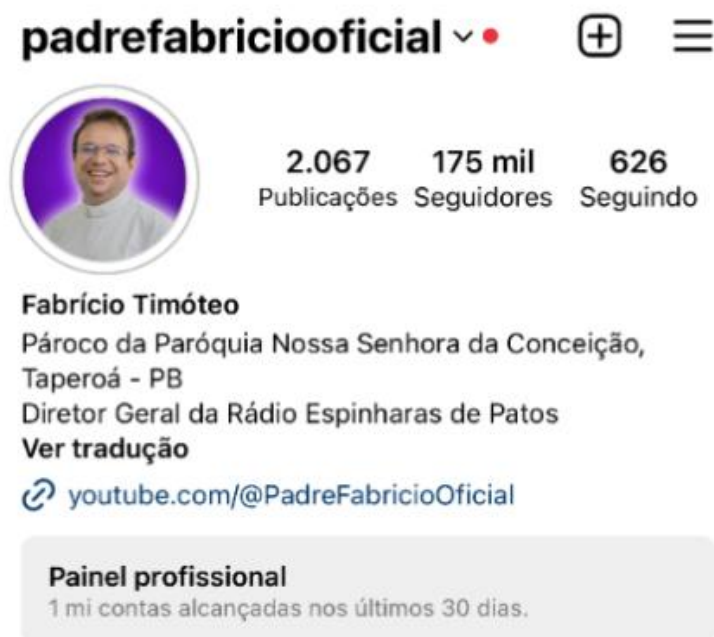 padrefabriciooficial
2.067 175 mil 626
Publicações Seguidores Seguindo
Fabrício Timóteo
Pároco da Paróquia Nossa Senhora da Conceição,
Taperoá - PB
Diretor Geral da Rádio Espinharas de Patos
Ver tradução
youtube.com/@PadreFabricioOficial
Painel profissional
1 mi contas alcançadas nos últimos 30 dias.